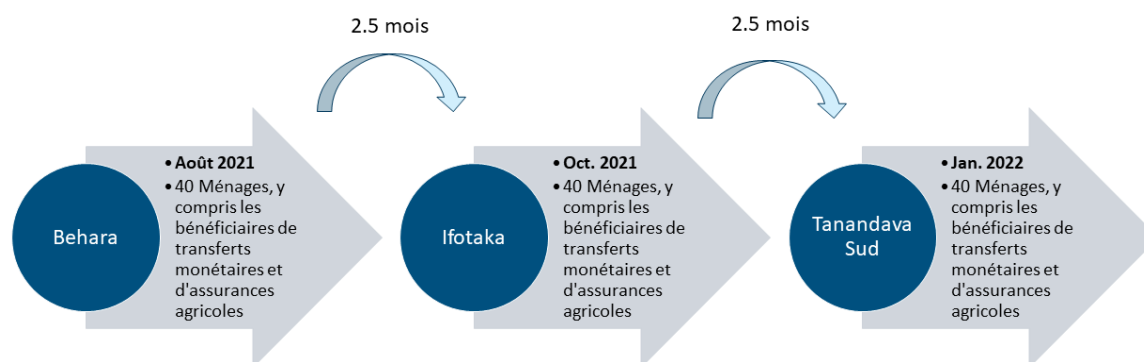 2.5 mois
2.5 mois
Behara
• Août 2021
• 40 Ménages, y
compris les
bénéficiaires de
transferts
monétaires et
d'assurances
agricoles
Ifotaka
• Oct. 2021
• 40 Ménages, y
compris les
bénéficiaires de
transferts
monétaires et
d'assurances
agricoles
Tanandava
Sud
• Jan. 2022
• 40 Ménages, y
compris les
bénéficiaires de
transferts
monétaires et
d'assurances
agricoles